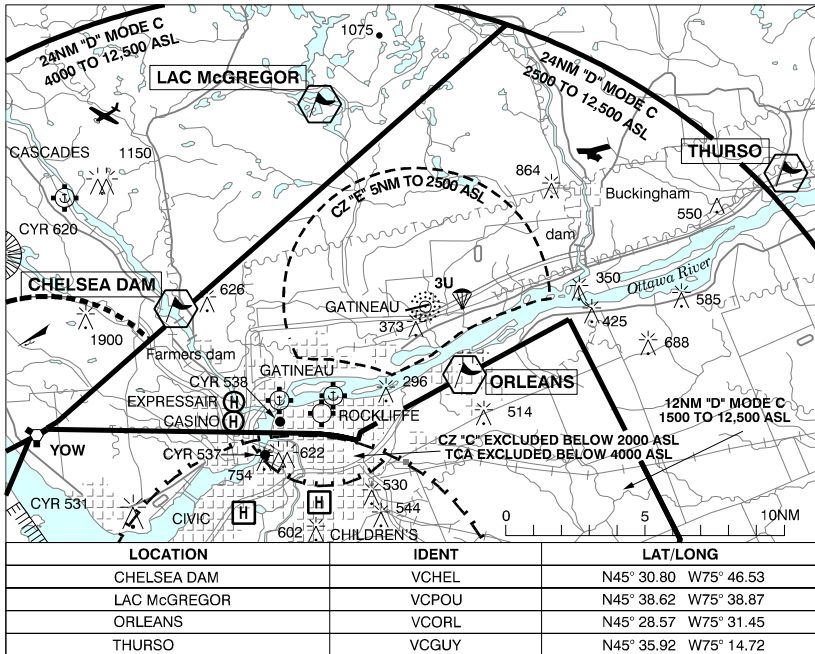 1075
24NM "D" MODE C
4000 TO 12,500 ASL
24NM "D" MODE C
2500 TO 12,500 ASL
LAC McGREGOR
THURSO
CASCADES
1150
CZ "E" 5NM TO 2500 ASL
864
Buckingham
550
CYR 620
dam
CHELSEA DAM
626
3U
350
Ottawa River
GATINEAU
585
373
425
1900
Farmers dam
688
GATINEAU
CYR 538
296
ORLEANS
EXPRESSAIR
H
12NM "D" MODE C
1500 TO 12,500 ASL
CASINO
H
ROCKLIFFE
514
YOW
CZ "C" EXCLUDED BELOW 2000 ASL
TCA EXCLUDED BELOW 4000 ASL
CYR 537
622
754
530
CYR 531
H
H
544
CIVIC
602
CHILDREN'S
0 5 10NM
LOCATION IDENT LAT/LONG
CHELSEA DAM VCHEL N45° 30.80 W75° 46.53
LAC McGREGOR VCPOU N45° 38.62 W75° 38.87
ORLEANS VCORL N45° 28.57 W75° 31.45
THURSO VCGUY N45° 35.92 W75° 14.72